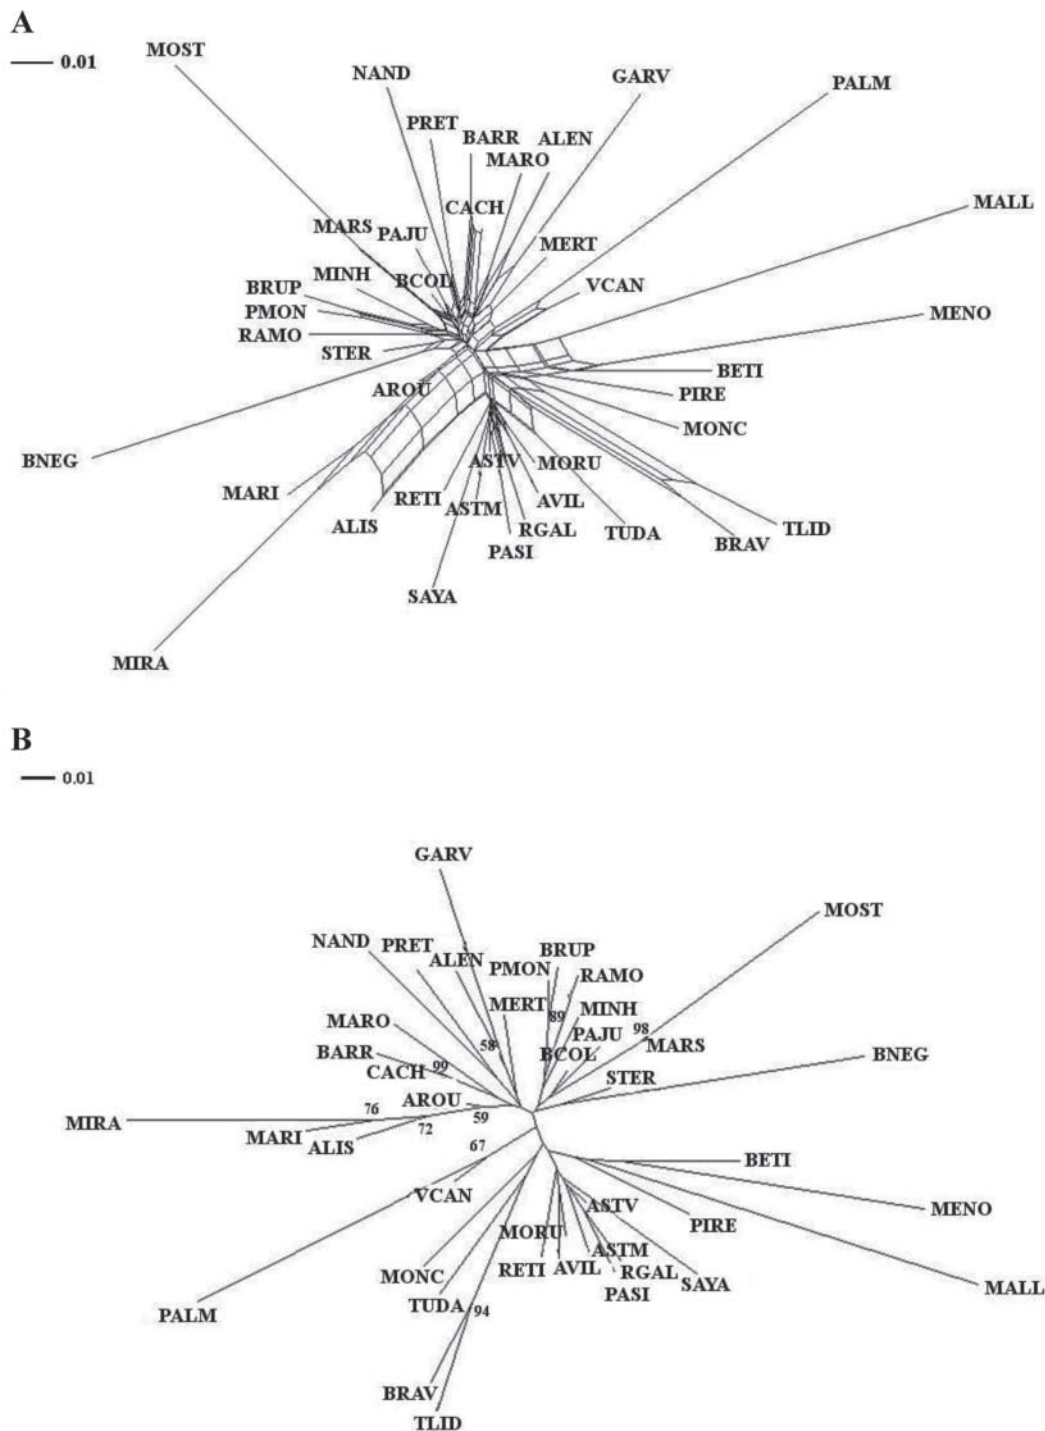 A
0.01
MOST
NAND
GARV
PALM
PRET
BARR
ALEN
MARO
CACH
MALL
MARS
PAJU
MERT
MINH
BCOL
VCAN
BRUP
PMON
MENO
RAMO
STER
BETI
AROU
PIRE
MONC
BNEG
ASTV
MORU
MARI
RETI
ASTM
AVIL
ALIS
RGAL
TUDA
TLID
PASI
BRAV
SAYA
MIRA
B
0.01
GARV
MOST
NAND
PRET
BRUP
ALEN
PMON
RAMO
MERT
89
MINH
MARO
98
PAJU
58
MARS
BARR
BCOL
BNEG
99
CACH
STER
AROU
76
59
MIRA
72
MARI
ALIS
67
BETI
VCAN
ASTV
MENO
PIRE
MORU
ASTM
MONC
RETI
AVIL
RGAL
SAYA
MALL
PASI
TUDA
94
PALM
BRAV
TLID